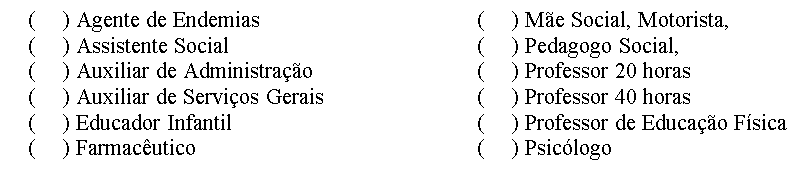 (    ) Agente de Endemias
(    ) Assistente Social
(    ) Auxiliar de Administração
(    ) Auxiliar de Serviços Gerais
(    ) Educador Infantil
(    ) Farmacêutico
(    ) Mãe Social, Motorista,
(    ) Pedagogo Social,
(    ) Professor 20 horas
(    ) Professor 40 horas
(    ) Professor de Educação Física
(    ) Psicólogo